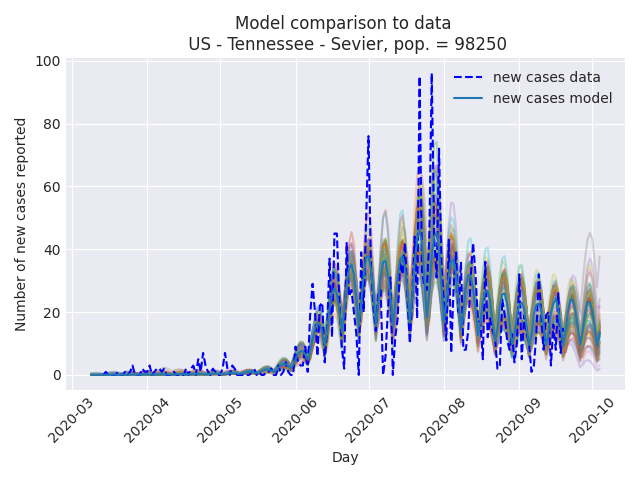 Model comparison to data
US - Tennessee - Sevier, pop. = 98250
new cases data
new cases model
Number of new cases reported
100
80
60
40
20
0
2020-03
2020-04
2020-05
2020-06
2020-07
2020-08
2020-09
2020-10
Day